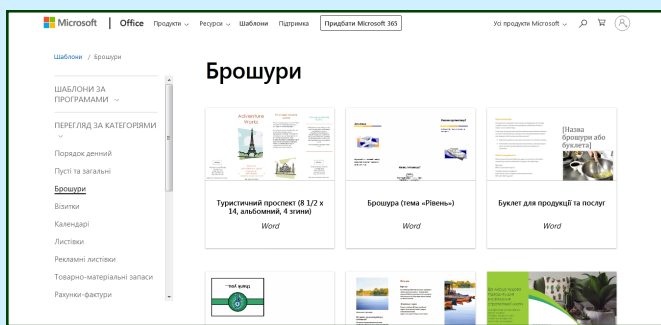 Microsoft
Office
Продукти
Ресурси
Шаблони
Підтримка
Придбати Microsoft 365
Усі продукти Microsoft
Шаблони / Брошури
Брошури
ШАБЛОНИ ЗА
ПРОГРАМАМИ
ПЕРЕГЛЯД ЗА КАТЕГОРІЯМИ
Порядок денний
Пусті та загальні
Брошури
Візитки
Календарі
Листівки
Рекламні листівки
Товарно-матеріальні запаси
Рахунки-фактури
Adventure
Works
[Назва
брошури або
буклета]
Туристичний проспект (8 1/2 x
14, альбомний, 4 згини)
Word
Брошура (тема «Рівень»)
Word
Буклет для продукції та послуг
Word